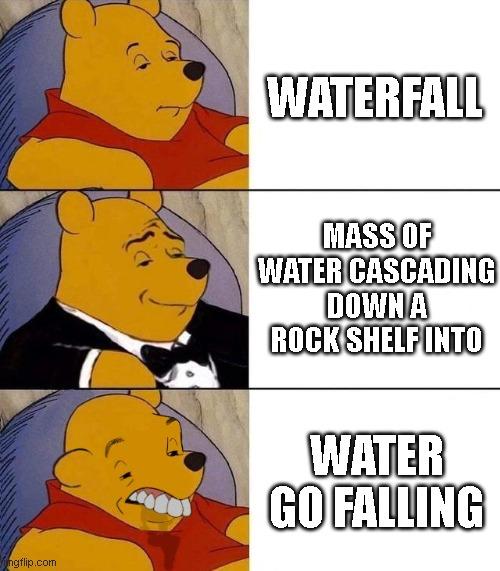 WATERFALL
MASS OF
WATER CASCADING
DOWN A
ROCK SHELF INTO
WATER
GO FALLING
imgflip.com